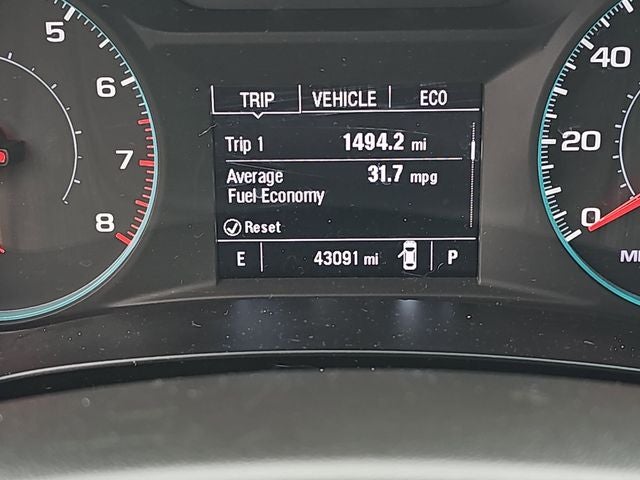 5
6
7
8
TRIP VEHICLE ECO
Trip 1 1494.2 mi
Average 31.7 mpg
Fuel Economy
Reset
E 43091 mi P
40
20
0